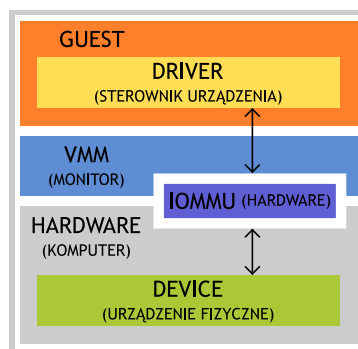 GUEST
DRIVER
(STEROWNIK URZĄDZENIA)
VMM
(MONITOR)
IOMMU (HARDWARE)
HARDWARE
(KOMPUTER)
DEVICE
(URZĄDZENIE FIZYCZNE)